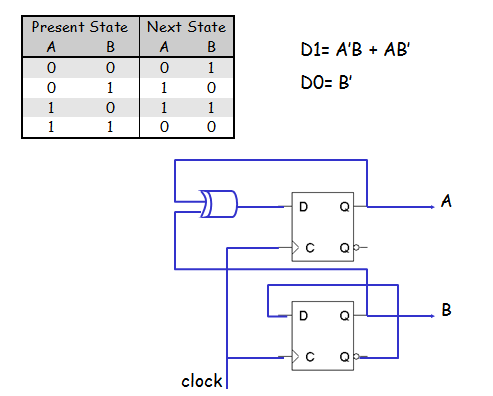 Present State Next State
A B A B
0 0 0 1
0 1 1 0
1 0 1 1
1 1 0 0
D1= A'B + AB'
D0= B'
D Q
A
C Q
D Q
B
C Q
clock